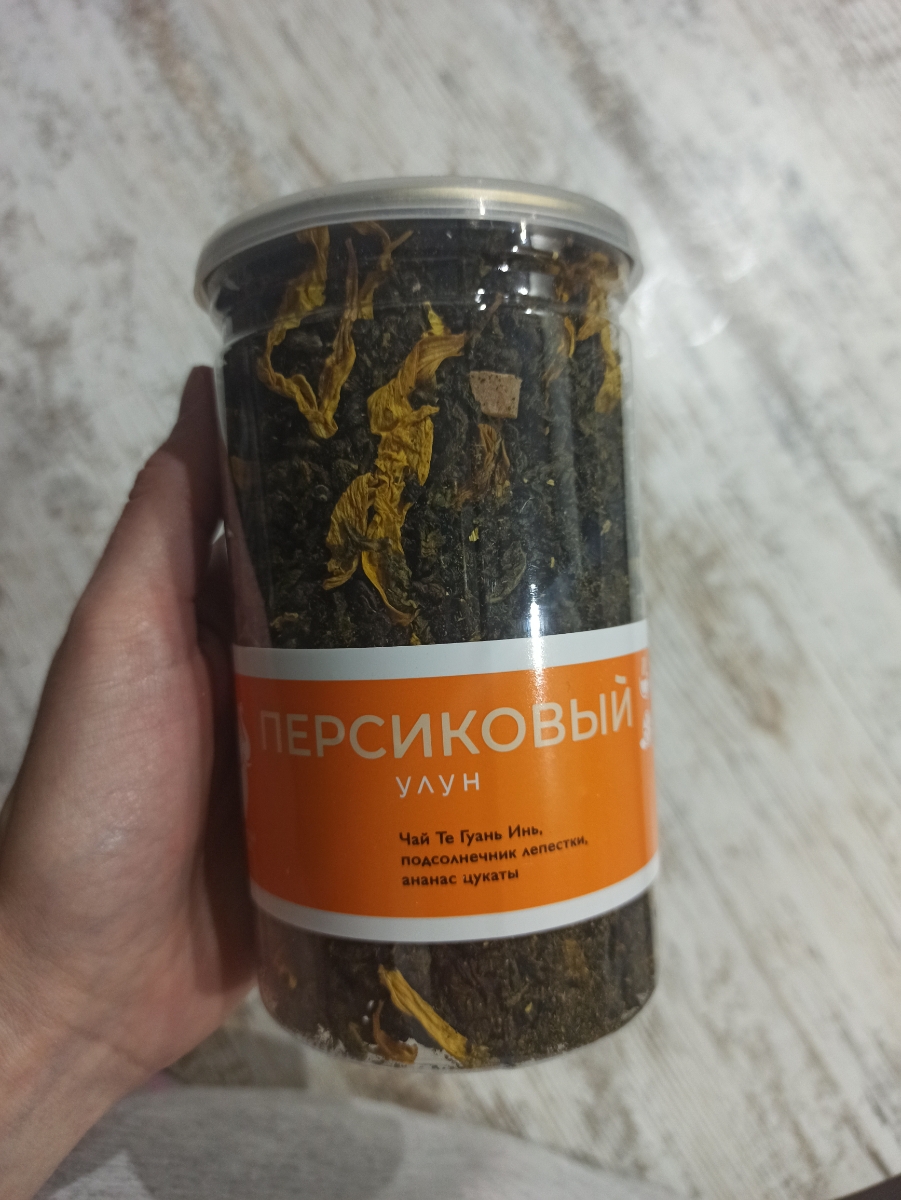 ПЕРСИКОВЫЙ
улун
Чай Те Гуань Инь,
подсолнечник лепестки,
ананас цукаты